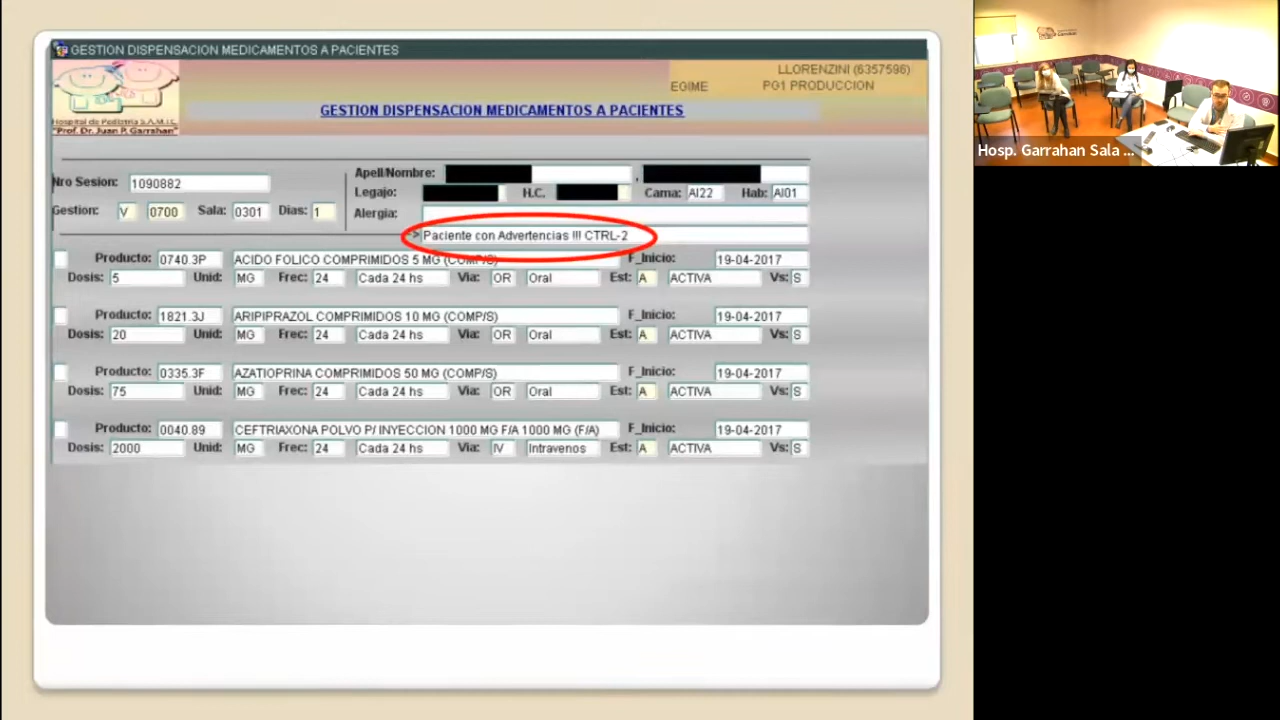 GESTION DISPENSACION MEDICAMENTOS A PACIENTES
LLORENZINI (6357596)
EGIME PG1 PRODUCCION
GESTION DISPENSACION MEDICAMENTOS A PACIENTES
Hospital de Pediatría S.A.M.I.C.
"Prof. Dr. Juan P. Garrahan"
Nro Sesion: 1090882
Apell/Nombre: ,
Legajo: H.C. Cama: AI22 Hab: AI01
Gestion: V 0700 Sala: 0301 Dias: 1
Alergia:
=> Paciente con Advertencias !!! CTRL-2
Producto: 0740.3P ACIDO FOLICO COMPRIMIDOS 5 MG (COMP/S) F_Inicio: 19-04-2017
Dosis: 5 Unid: MG Frec: 24 Cada 24 hs Via: OR Oral Est: A ACTIVA Vs: S
Producto: 1821.3J ARIPIPRAZOL COMPRIMIDOS 10 MG (COMP/S) F_Inicio: 19-04-2017
Dosis: 20 Unid: MG Frec: 24 Cada 24 hs Via: OR Oral Est: A ACTIVA Vs: S
Producto: 0335.3F AZATIOPRINA COMPRIMIDOS 50 MG (COMP/S) F_Inicio: 19-04-2017
Dosis: 75 Unid: MG Frec: 24 Cada 24 hs Via: OR Oral Est: A ACTIVA Vs: S
Producto: 0040.89 CEFTRIAXONA POLVO P/ INYECCION 1000 MG F/A 1000 MG (F/A) F_Inicio: 19-04-2017
Dosis: 2000 Unid: MG Frec: 24 Cada 24 hs Via: IV Intravenos Est: A ACTIVA Vs: S
Hosp. Garrahan Sala ...